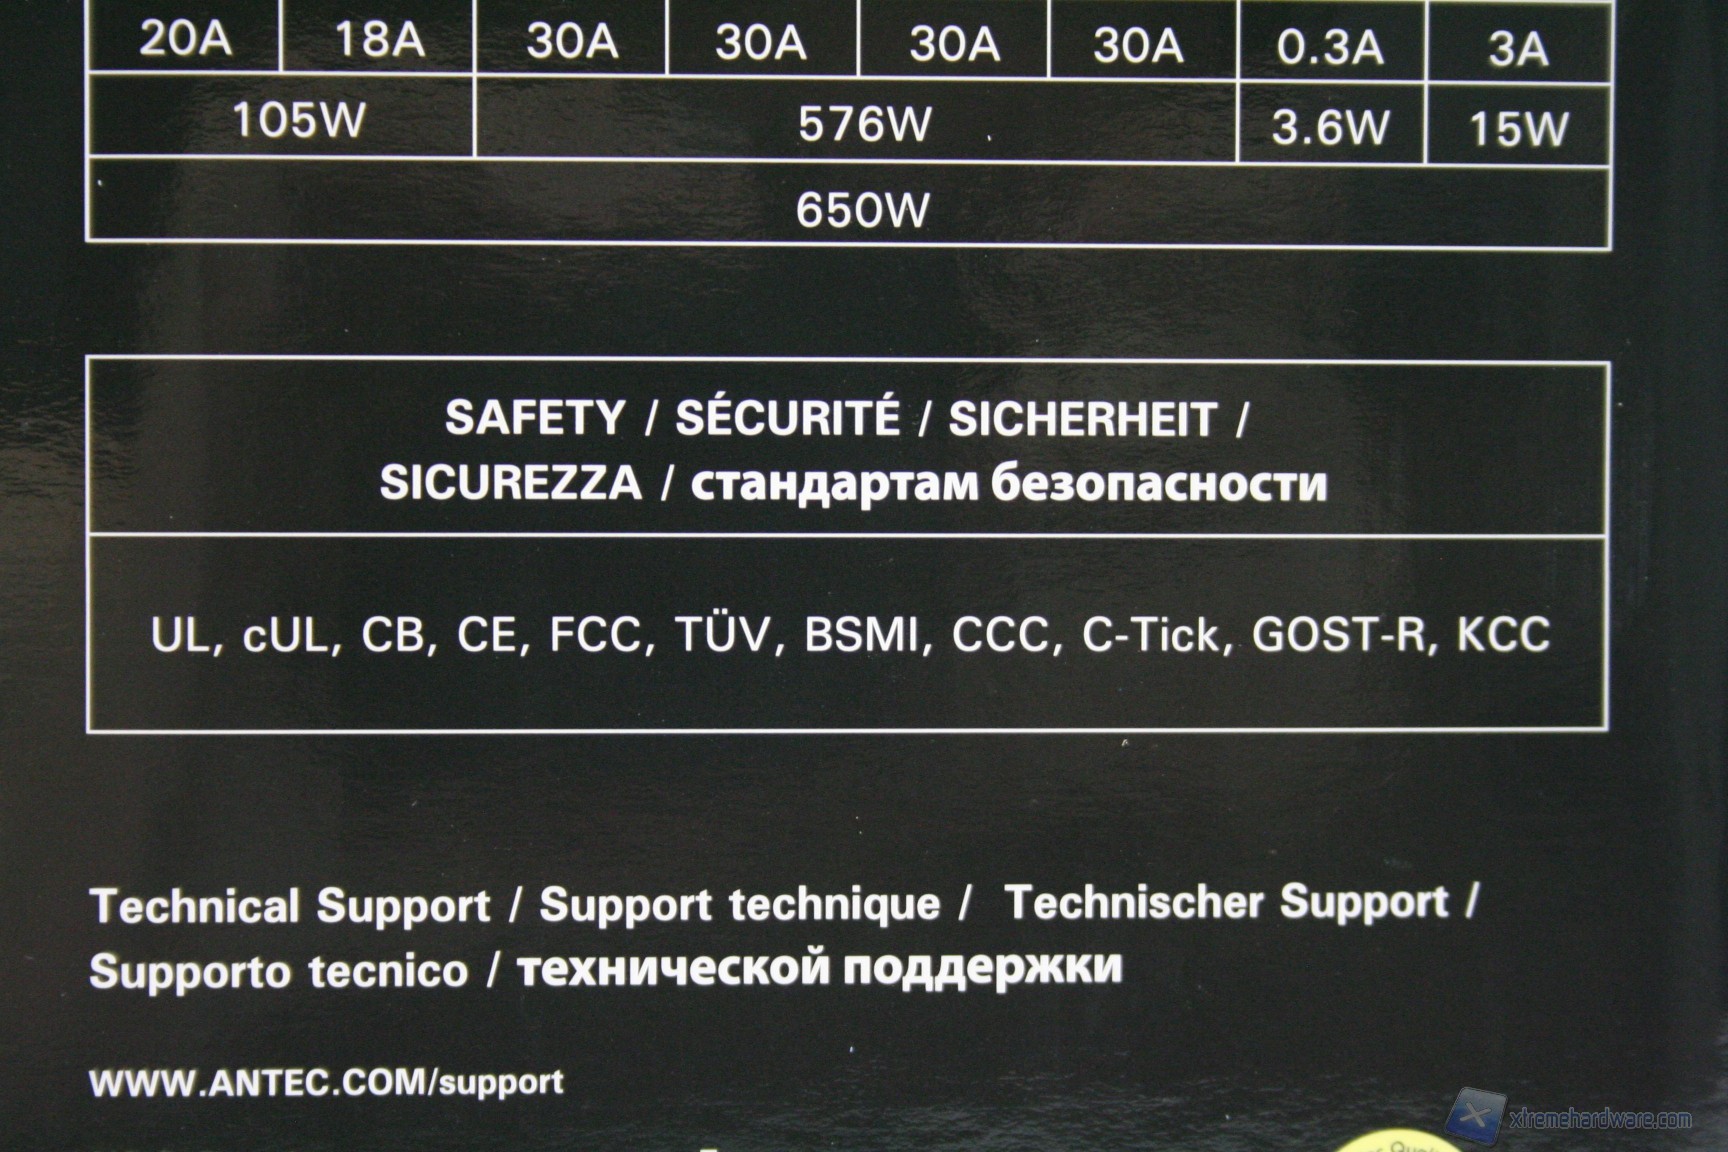 20A 18A 30A 30A 30A 30A 0.3A 3A
105W 576W 3.6W 15W
650W
SAFETY / SÉCURITÉ / SICHERHEIT /
SICUREZZA / стандартам безопасности
UL, cUL, CB, CE, FCC, TÜV, BSMI, CCC, C-Tick, GOST-R, KCC
Technical Support / Support technique / Technischer Support /
Supporto tecnico / технической поддержки
WWW.ANTEC.COM/support
xtremehardware.com